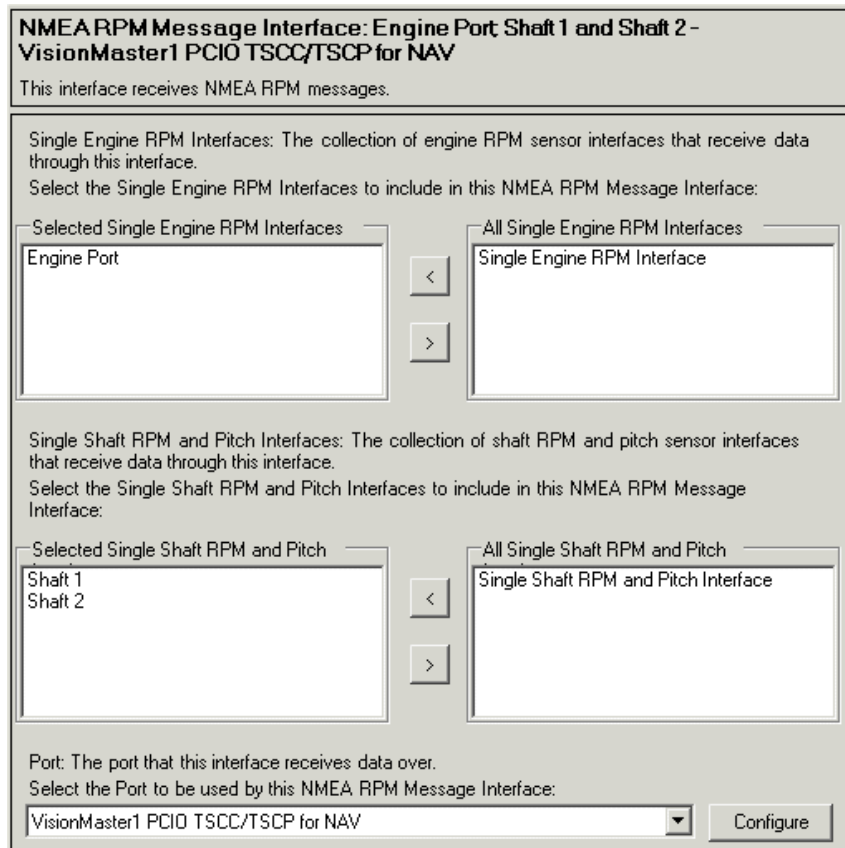 NMEA RPM Message Interface: Engine Port, Shaft 1 and Shaft 2 -
VisionMaster1 PCIO TSCC/TSCP for NAV
This interface receives NMEA RPM messages.
Single Engine RPM Interfaces: The collection of engine RPM sensor interfaces that receive data
through this interface.
Select the Single Engine RPM Interfaces to include in this NMEA RPM Message Interface:
Selected Single Engine RPM Interfaces
All Single Engine RPM Interfaces
Engine Port
Single Engine RPM Interface
<
>
Single Shaft RPM and Pitch Interfaces: The collection of shaft RPM and pitch sensor interfaces
that receive data through this interface.
Select the Single Shaft RPM and Pitch Interfaces to include in this NMEA RPM Message
Interface:
Selected Single Shaft RPM and Pitch
All Single Shaft RPM and Pitch
Shaft 1
Shaft 2
Single Shaft RPM and Pitch Interface
<
>
Port: The port that this interface receives data over.
Select the Port to be used by this NMEA RPM Message Interface:
VisionMaster1 PCIO TSCC/TSCP for NAV
Configure